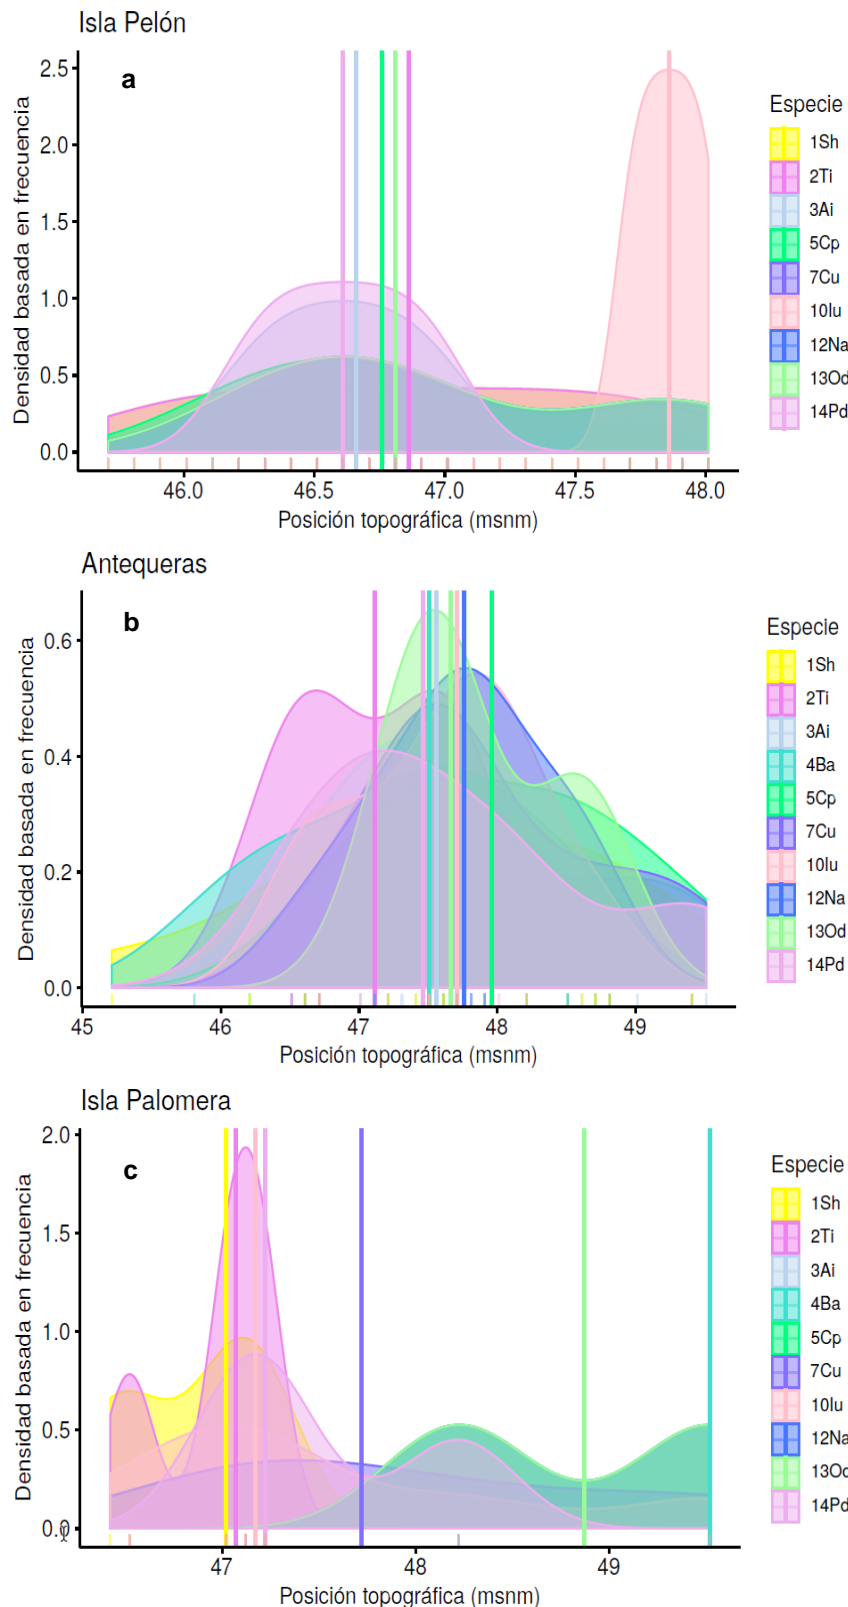 Isla Pelón
a
Densidad basada en frecuencia
2.5
2.0
1.5
1.0
0.5
0.0
46.0 46.5 47.0 47.5 48.0
Posición topográfica (msnm)
Especie
1Sh
2Ti
3Ai
5Cp
7Cu
10Iu
12Na
13Od
14Pd
Antequeras
b
Densidad basada en frecuencia
0.6
0.4
0.2
0.0
45 46 47 48 49
Posición topográfica (msnm)
Especie
1Sh
2Ti
3Ai
4Ba
5Cp
7Cu
10Iu
12Na
13Od
14Pd
Isla Palomera
c
Densidad basada en frecuencia
2.0
1.5
1.0
0.5
0.0
47 48 49
Posición topográfica (msnm)
Especie
1Sh
2Ti
3Ai
4Ba
5Cp
7Cu
10Iu
12Na
13Od
14Pd